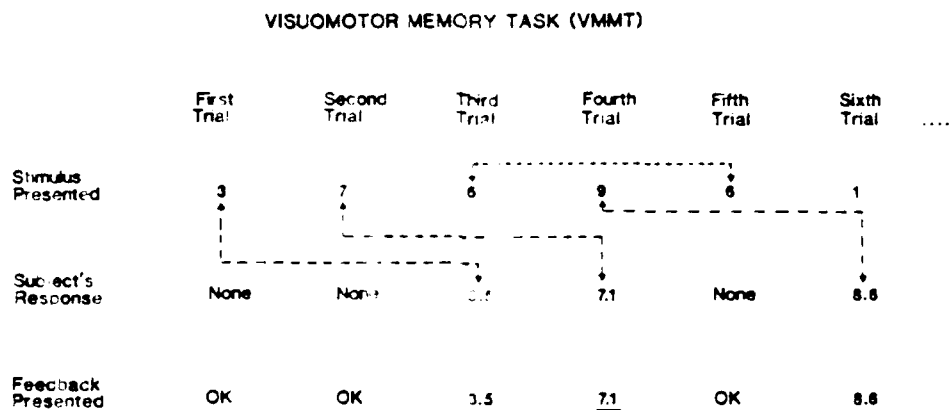 VISUOMOTOR MEMORY TASK (VMMT)
First Trial Second Trial Third Trial Fourth Trial Fifth Trial Sixth Trial ....
Stimulus Presented 3 7 6 9 6 1
Subject's Response None None 7.1 None 8.6
Feedback Presented OK OK 3.5 7.1 OK 8.6